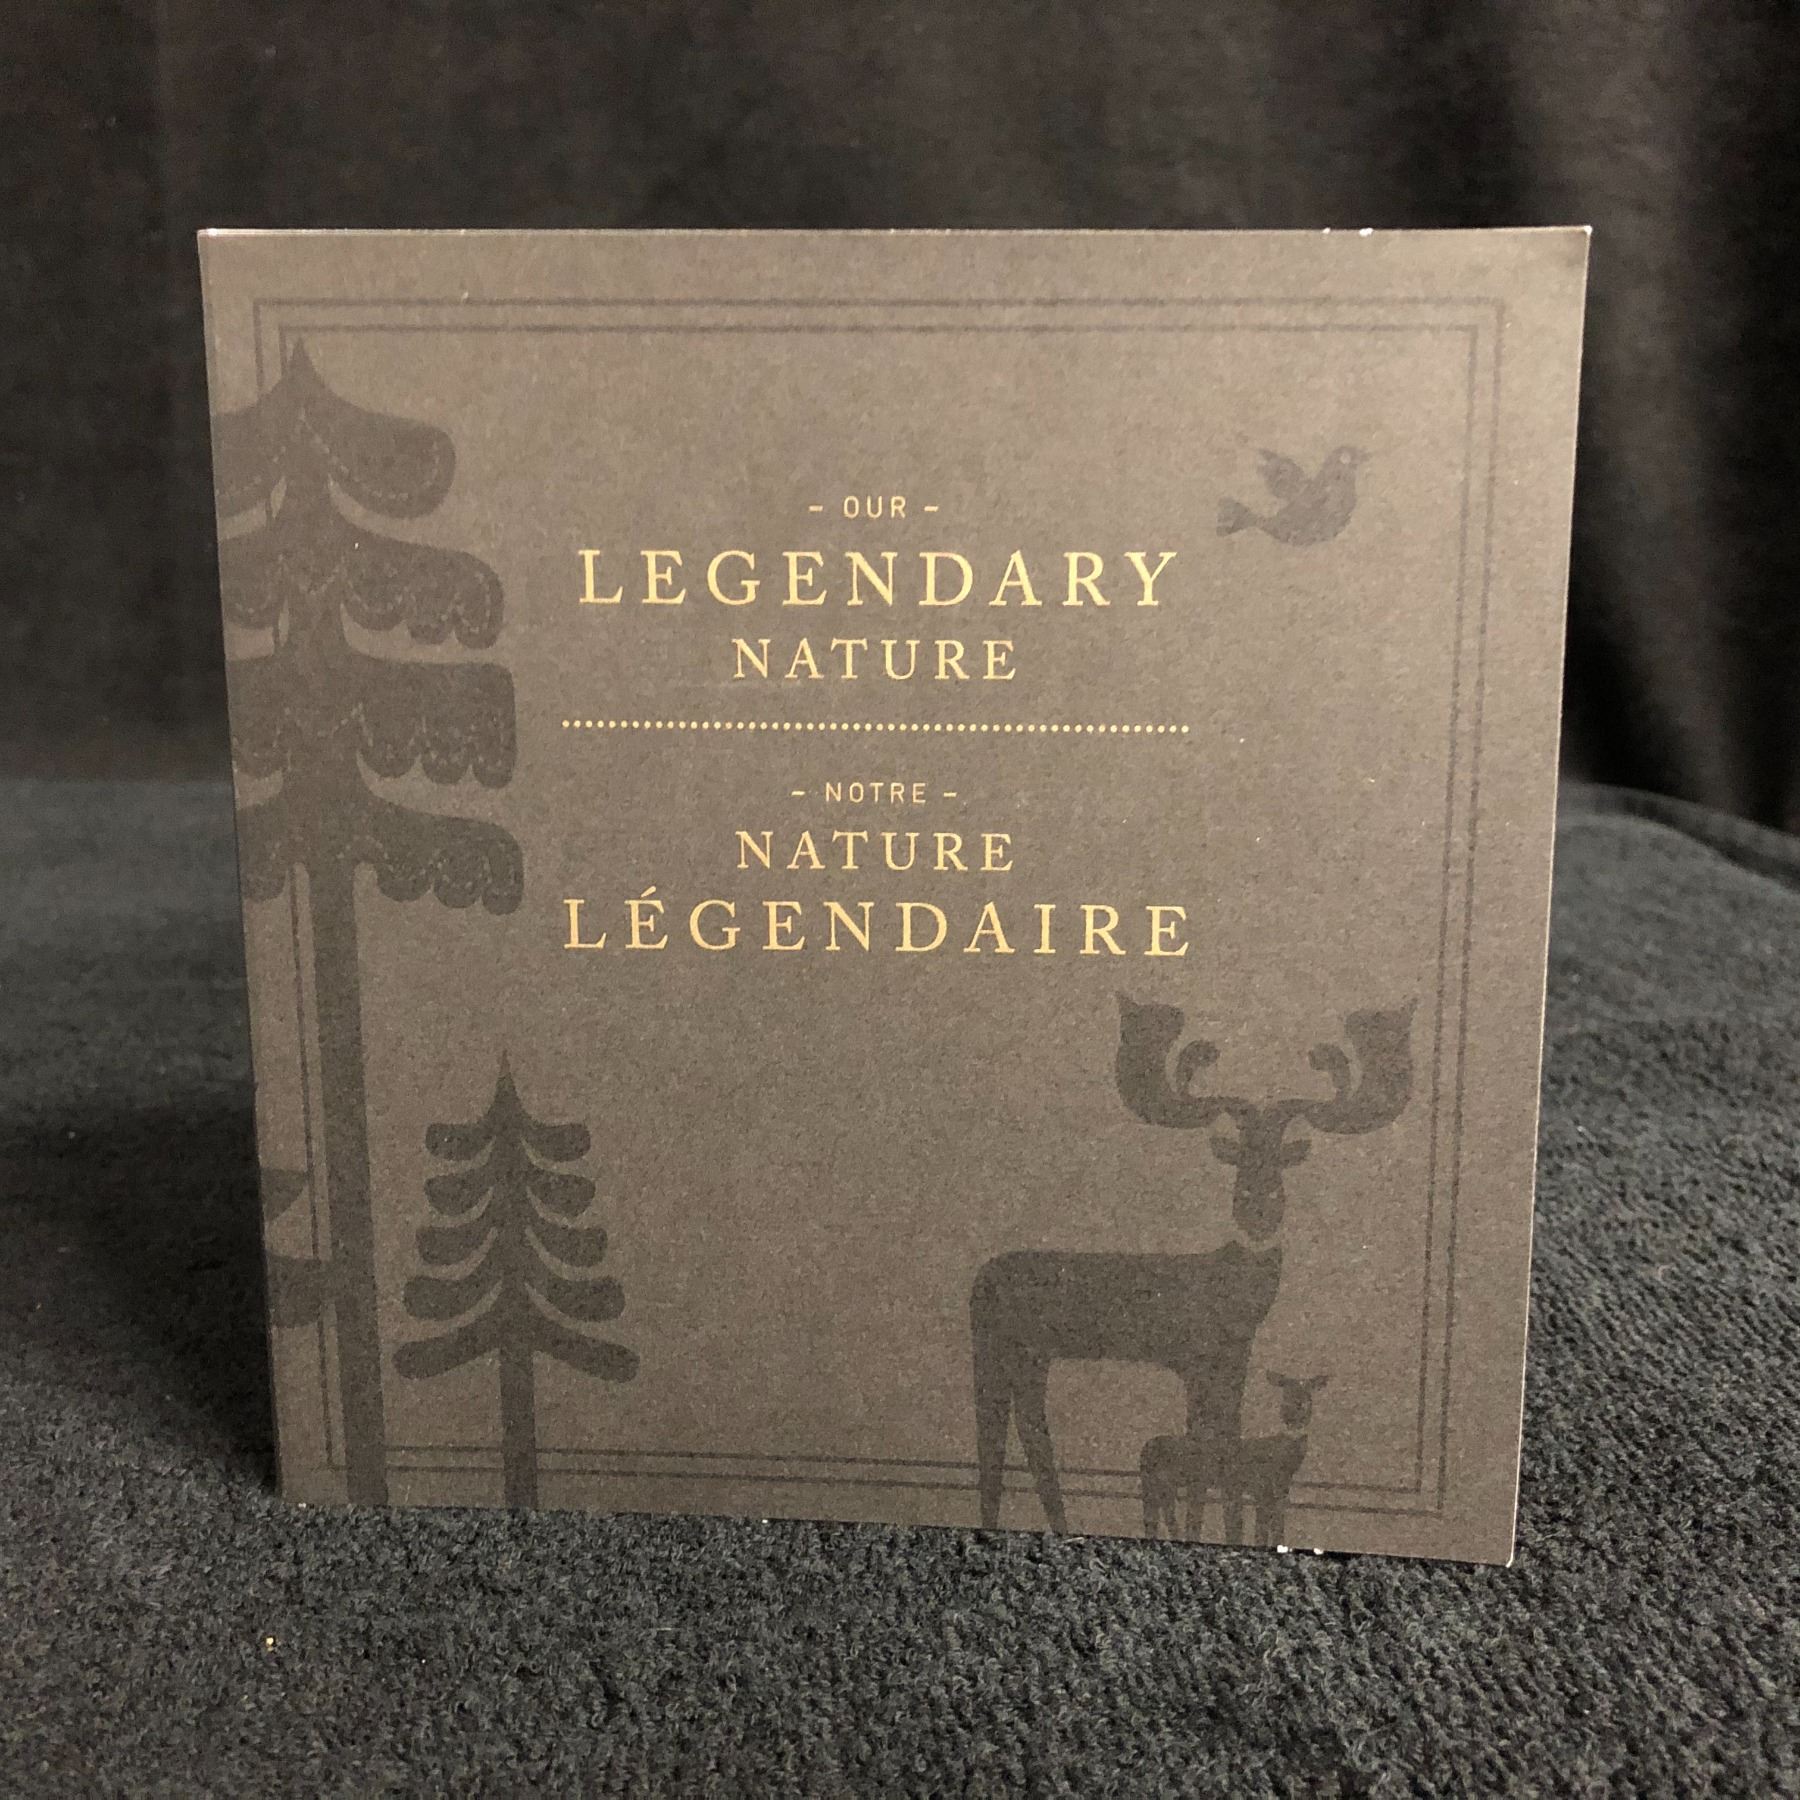 - OUR -
LEGENDARY
NATURE
- NOTRE -
NATURE
LÉGENDAIRE